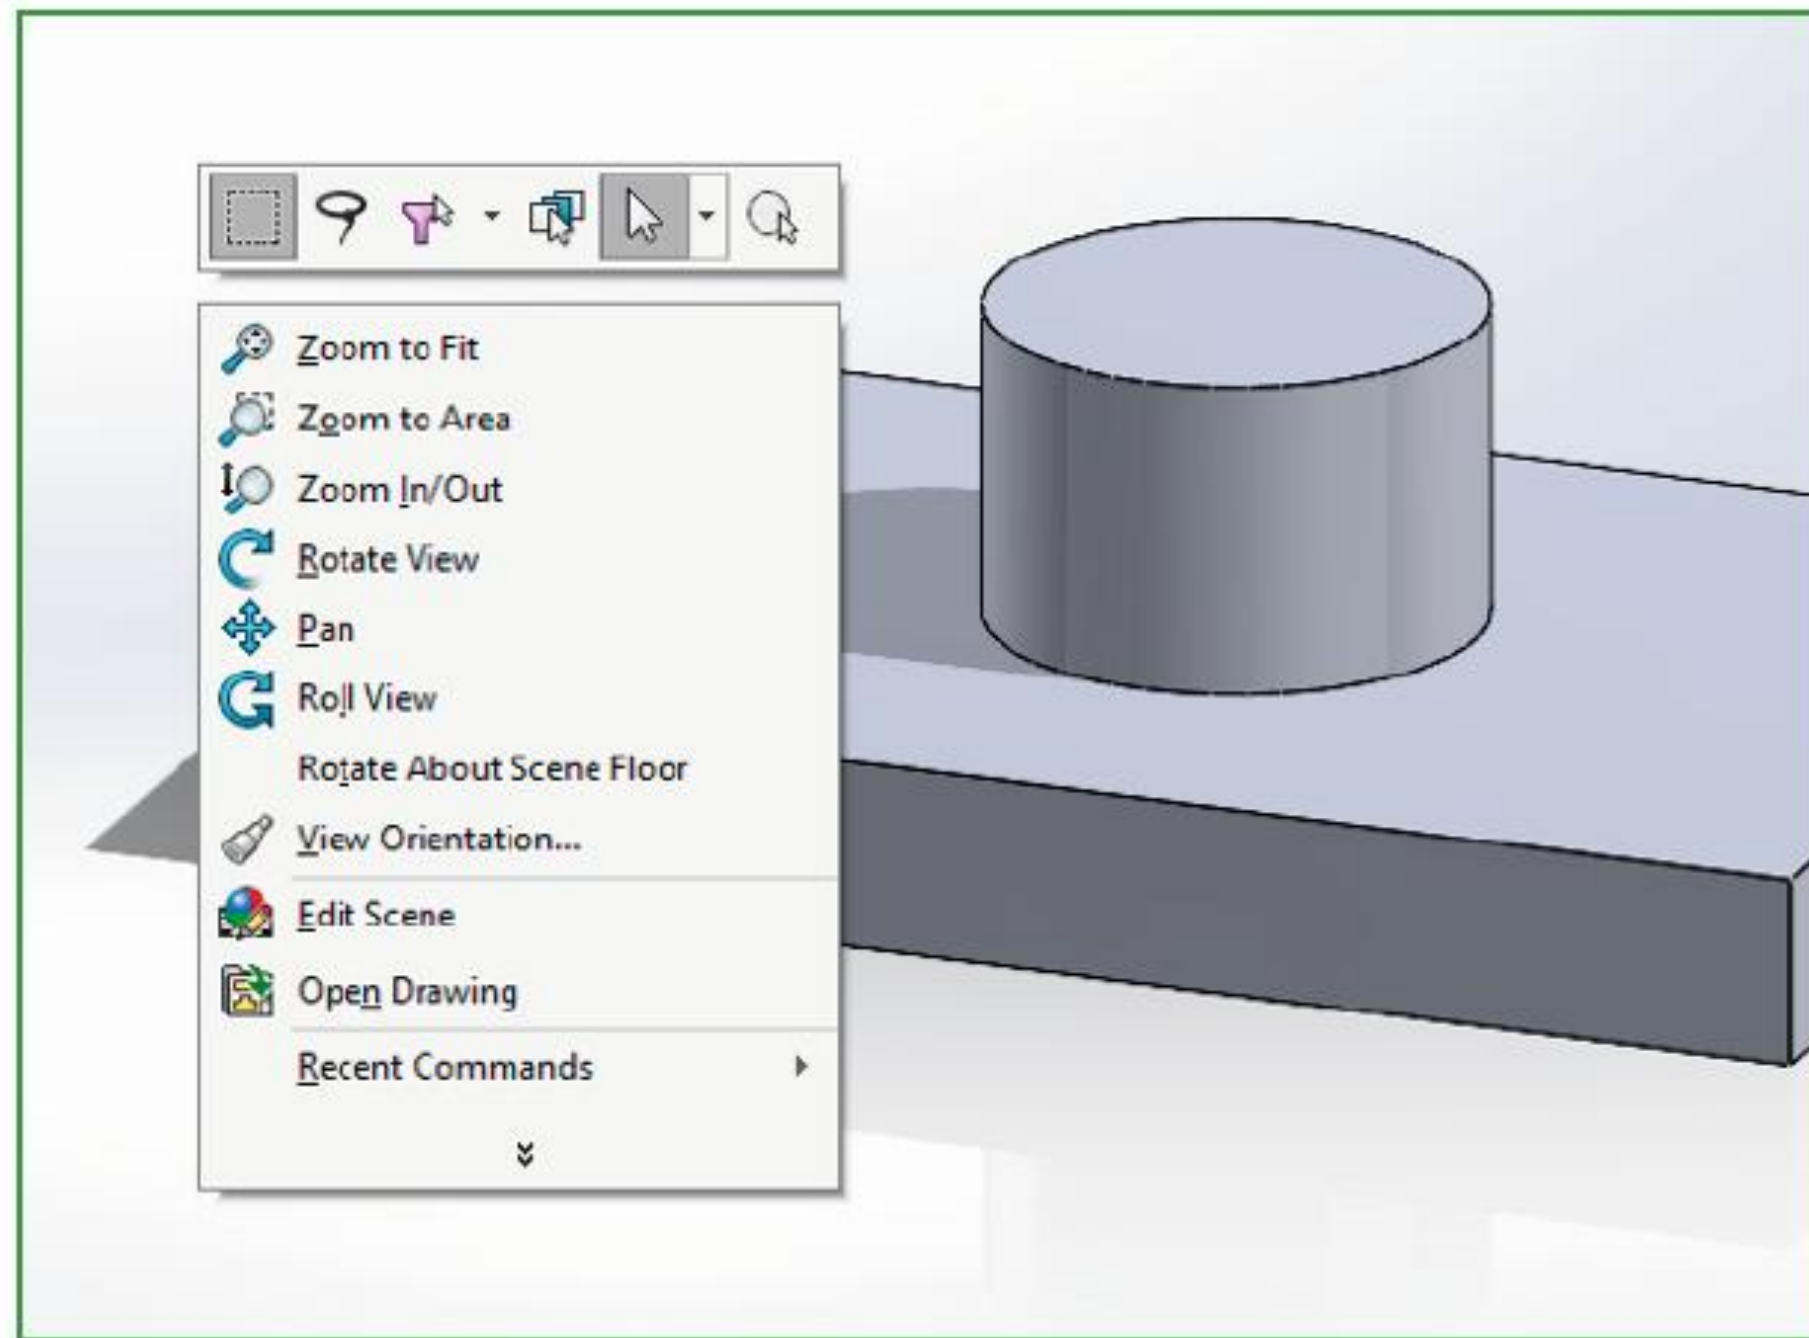 Zoom to Fit
Zoom to Area
Zoom In/Out
Rotate View
Pan
Roll View
Rotate About Scene Floor
View Orientation...
Edit Scene
Open Drawing
Recent Commands